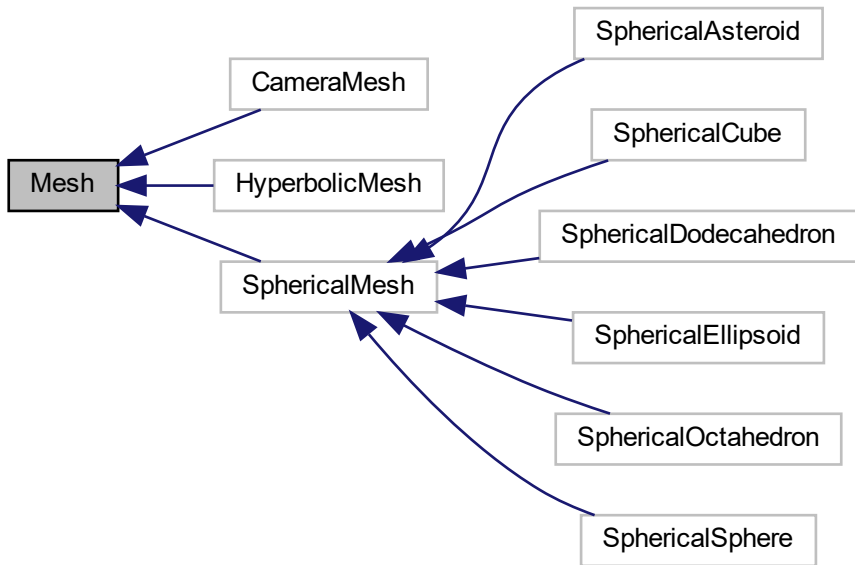 Mesh
CameraMesh
HyperbolicMesh
SphericalMesh
SphericalAsteroid
SphericalCube
SphericalDodecahedron
SphericalEllipsoid
SphericalOctahedron
SphericalSphere